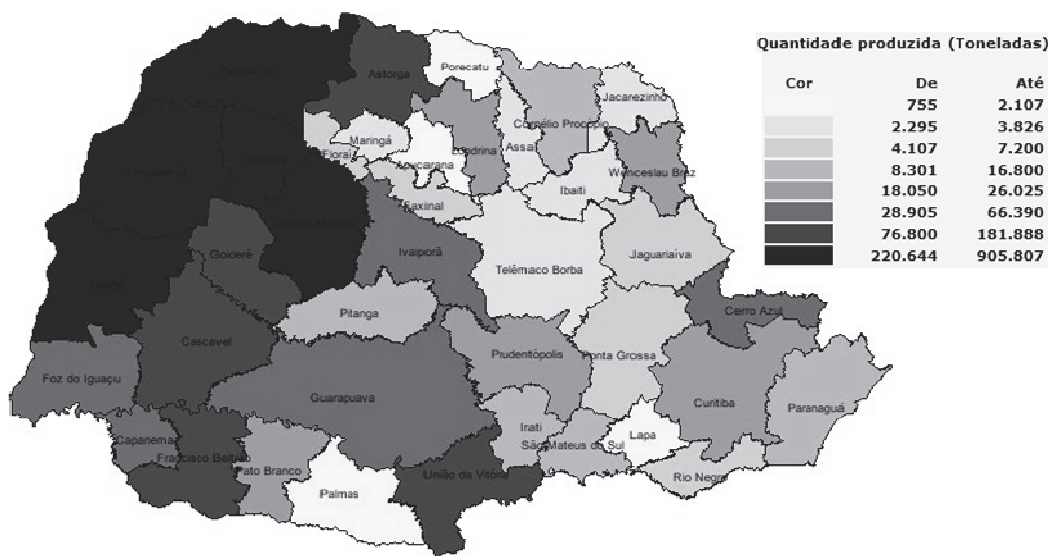 Quantidade produzida (Toneladas)
Cor De Até
755 2.107
2.295 3.826
4.107 7.200
8.301 16.800
18.050 26.025
28.905 66.390
76.800 181.888
220.644 905.807
Porecatu
Astorga
Jacarezinho
Cornélio Procópio
Maringá
Assaí
Londrina
Floraí
Apucarana
Wenceslau Braz
Ibaiti
Faxinal
Goioerê
Ivaiporã
Jaguariaíva
Telêmaco Borba
Toledo
Pitanga
Cerro Azul
Cascavel
Prudentópolis
Ponta Grossa
Foz do Iguaçu
Guarapuava
Curitiba
Paranaguá
Irati
Lapa
Capanema
São Mateus do Sul
Francisco Beltrão
Pato Branco
União da Vitória
Rio Negro
Palmas